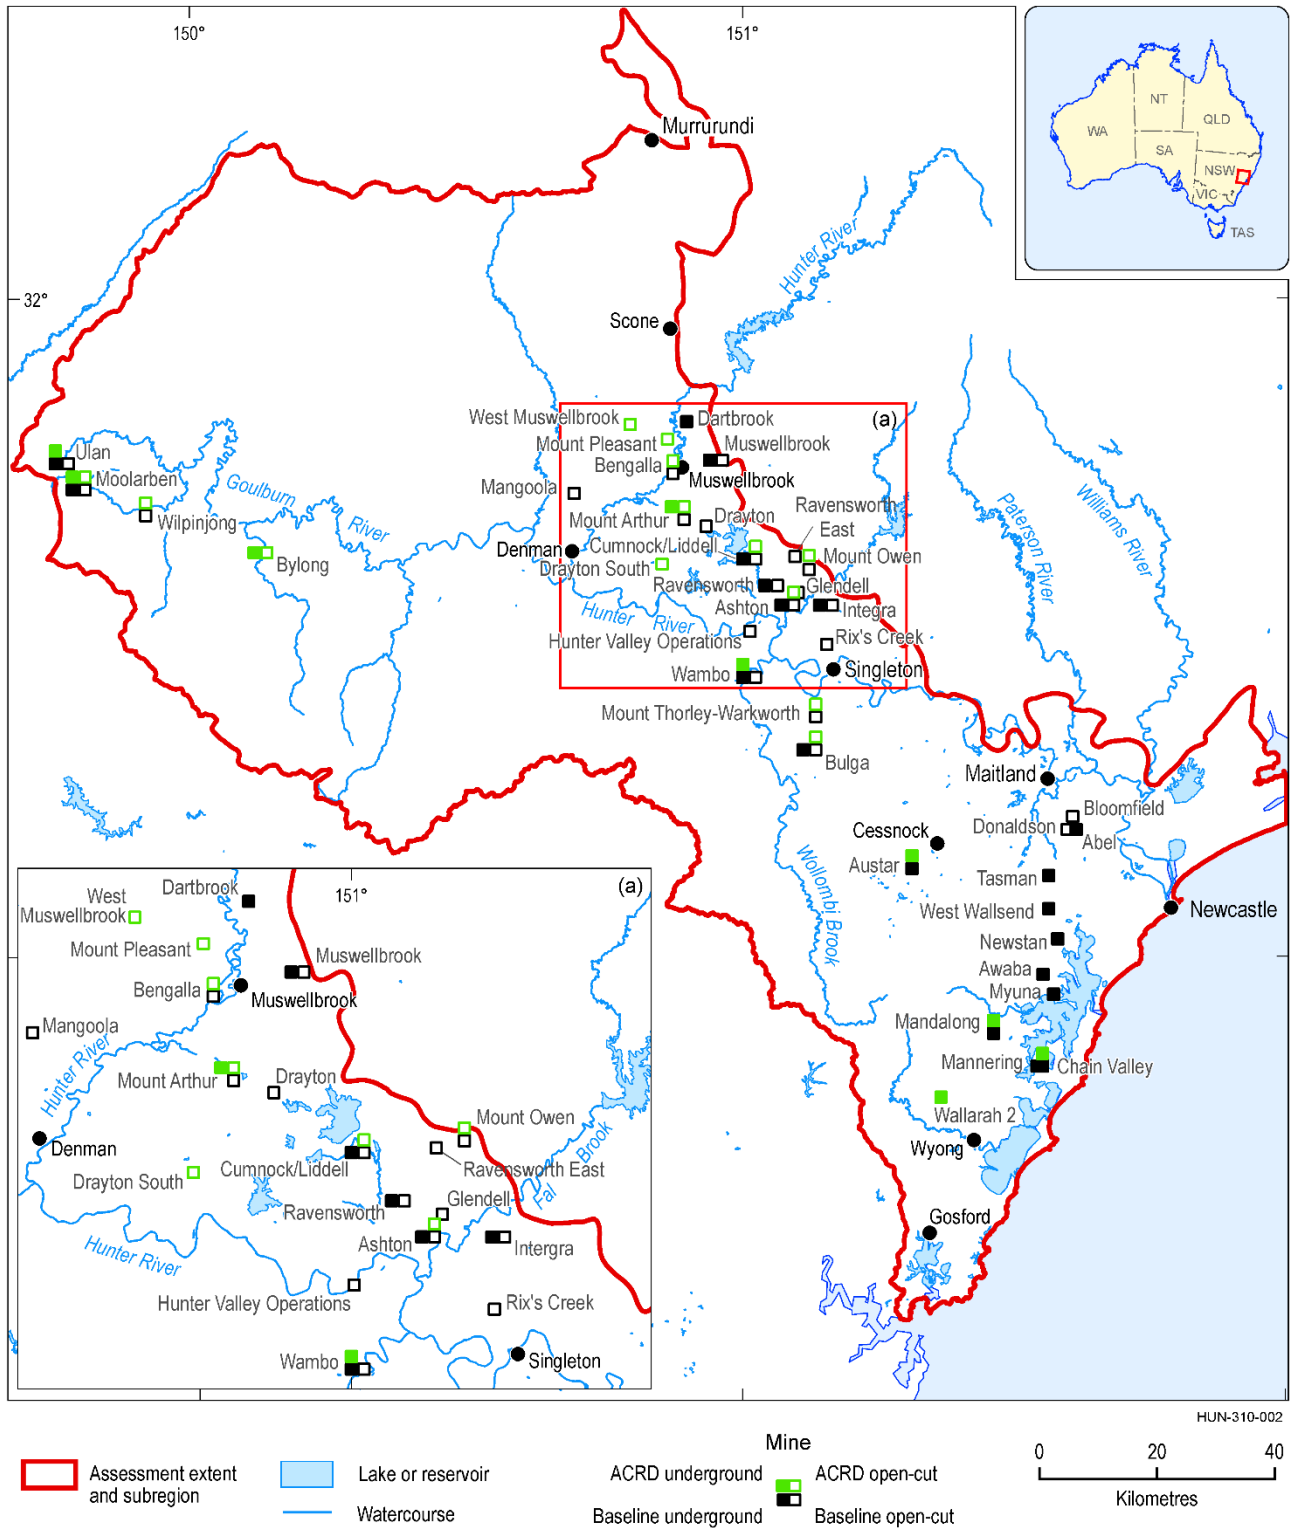 150°
151°
NT
QLD
WA
SA
NSW
VIC
TAS
Murrurundi
Hunter River
32°
Scone
(a)
West Muswellbrook
Dartbrook
Mount Pleasant
Muswellbrook
Bengalla
Muswellbrook
Ulan
Moolarben
Goulburn
River
Wilpinjong
Bylong
Mangoola
Mount Arthur
Drayton
Ravensworth
East
Denman
Cumnock/Liddell
Mount Owen
Drayton South
Ravensworth
Glendell
Ashton
Integra
Hunter River
Hunter Valley Operations
Rix's Creek
Wambo
Singleton
Paterson River
Williams River
Mount Thorley-Warkworth
Bulga
Maitland
Bloomfield
Donaldson
Abel
Cessnock
Austar
Tasman
Wollombi Brook
West Wallsend
Newcastle
Newstan
Awaba
Myuna
Mandalong
Mannering
Chain Valley
Wallarah 2
Wyong
Gosford
151°
(a)
Dartbrook
West
Muswellbrook
Mount Pleasant
Muswellbrook
Bengalla
Muswellbrook
Mangoola
Hunter River
Mount Arthur
Drayton
Mount Owen
Denman
Cumnock/Liddell
Ravensworth East
Fal Brook
Drayton South
Ravensworth
Glendell
Ashton
Intergra
Hunter River
Hunter Valley Operations
Rix's Creek
Wambo
Singleton
HUN-310-002
Assessment extent
and subregion
Lake or reservoir
Watercourse
Mine
ACRD underground
ACRD open-cut
Baseline underground
Baseline open-cut
0 20 40
Kilometres